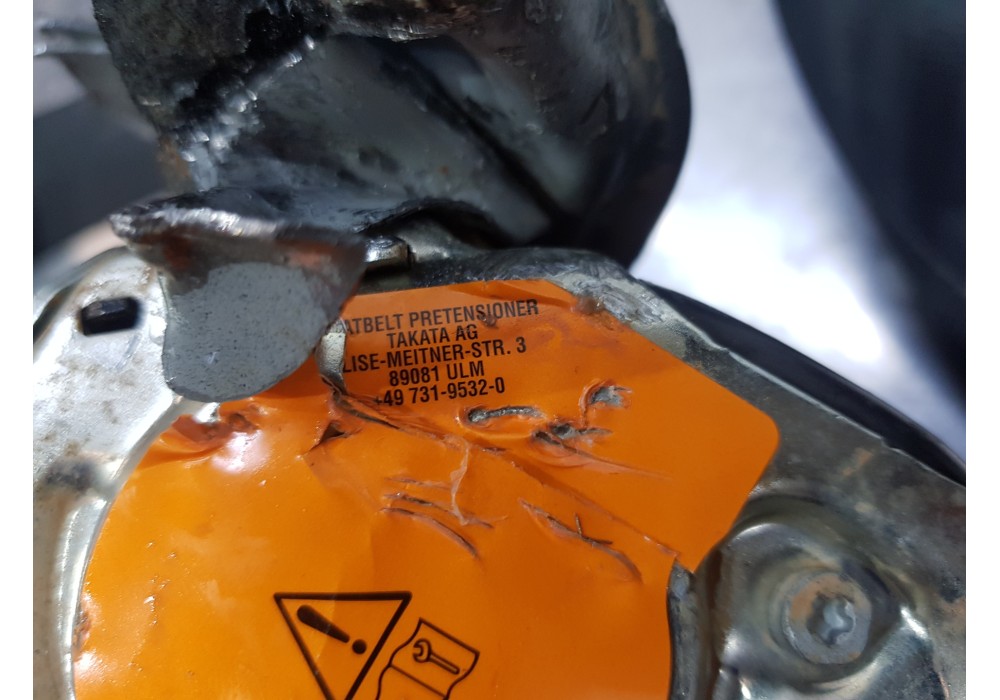 ATBELT PRETENSIONER
TAKATA AG
LISE-MEITNER-STR. 3
89081 ULM
+49 731-9532-0